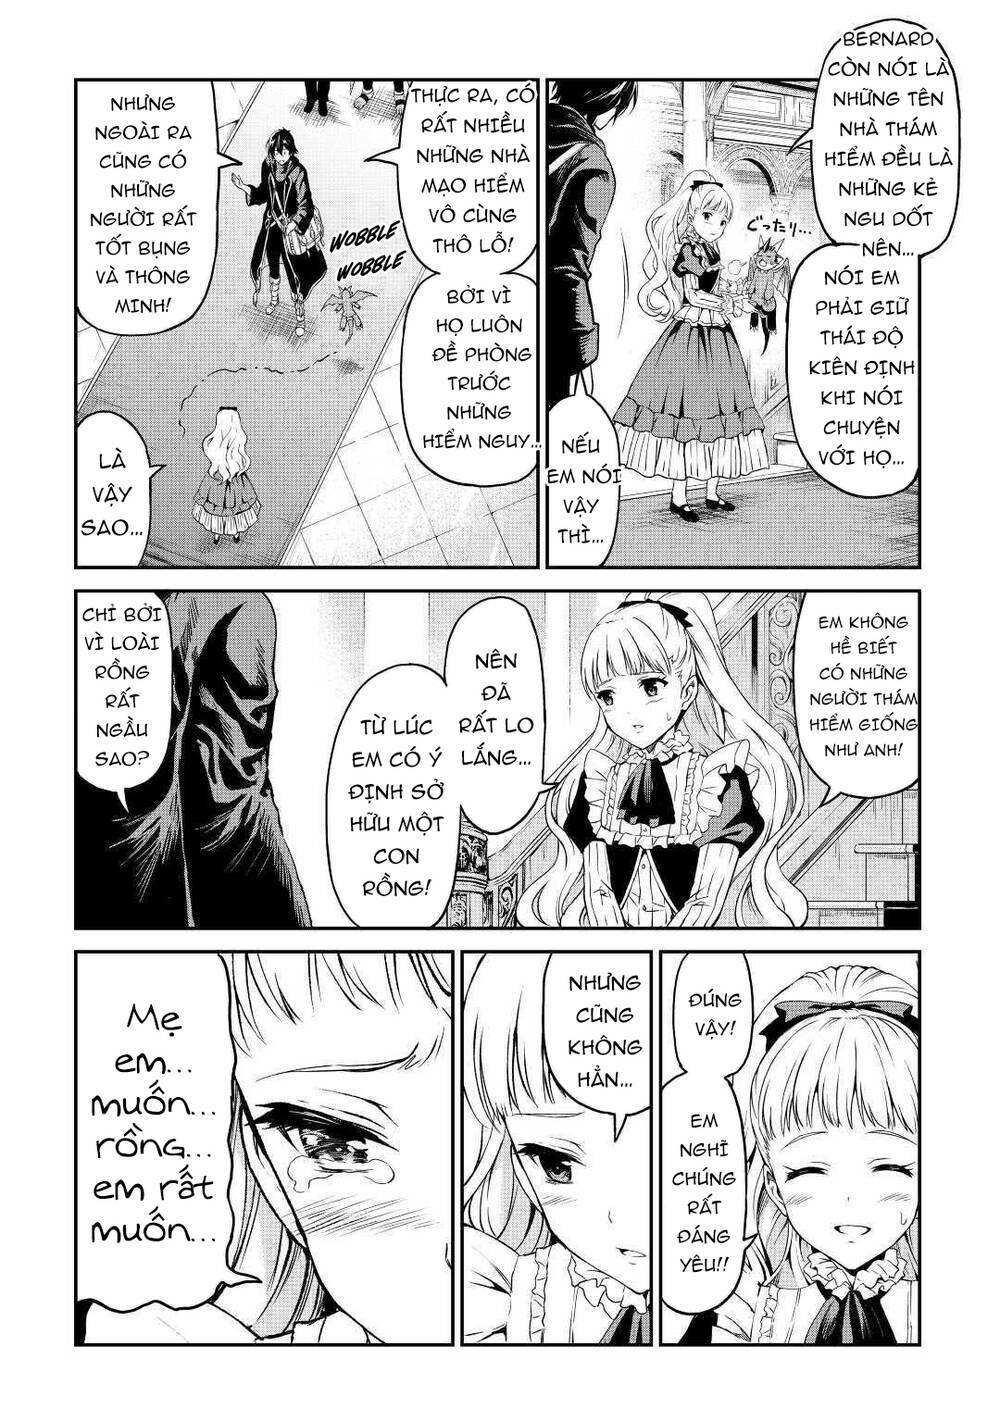 BERNARD
CÒN NÓI LÀ
NHỮNG TÊN
NHÀ THÁM
HIỂM ĐỀU LÀ
NHỮNG KẺ
NGU DỐT
NÊN...
NÓI EM
PHẢI GIỮ
THÁI ĐỘ
KIÊN ĐỊNH
KHI NÓI
CHUYỆN
VỚI HỌ...
ぐったり...
NẾU
EM NÓI
VẬY
THÌ...
THỰC RA, CÓ
RẤT NHIỀU
NHỮNG NHÀ
MẠO HIỂM
VÔ CÙNG
THÔ LỖ!
BỞI VÌ
HỌ LUÔN
ĐỀ PHÒNG
TRƯỚC
NHỮNG
HIỂM NGUY...
WOBBLE
WOBBLE
NHƯNG
NGOÀI RA
CŨNG CÓ
NHỮNG
NGƯỜI RẤT
TỐT BỤNG
VÀ THÔNG
MINH!
LÀ
VẬY
SAO...
EM KHÔNG
HỀ BIẾT
CÓ NHỮNG
NGƯỜI THÁM
HIỂM GIỐNG
NHƯ ANH!
NÊN
ĐÃ
RẤT LO
LẮNG...
TỪ LÚC
EM CÓ Ý
ĐỊNH SỞ
HỮU MỘT
CON
RỒNG!
CHỈ BỞI
VÌ LOÀI
RỒNG
RẤT
NGẦU
SAO?
ĐÚNG
VẬY!
EM
NGHĨ
CHÚNG
RẤT
ĐÁNG
YÊU!!
NHƯNG
CŨNG
KHÔNG
HẲN...
Mẹ
em...
muốn...
rồng...
em rất
muốn...